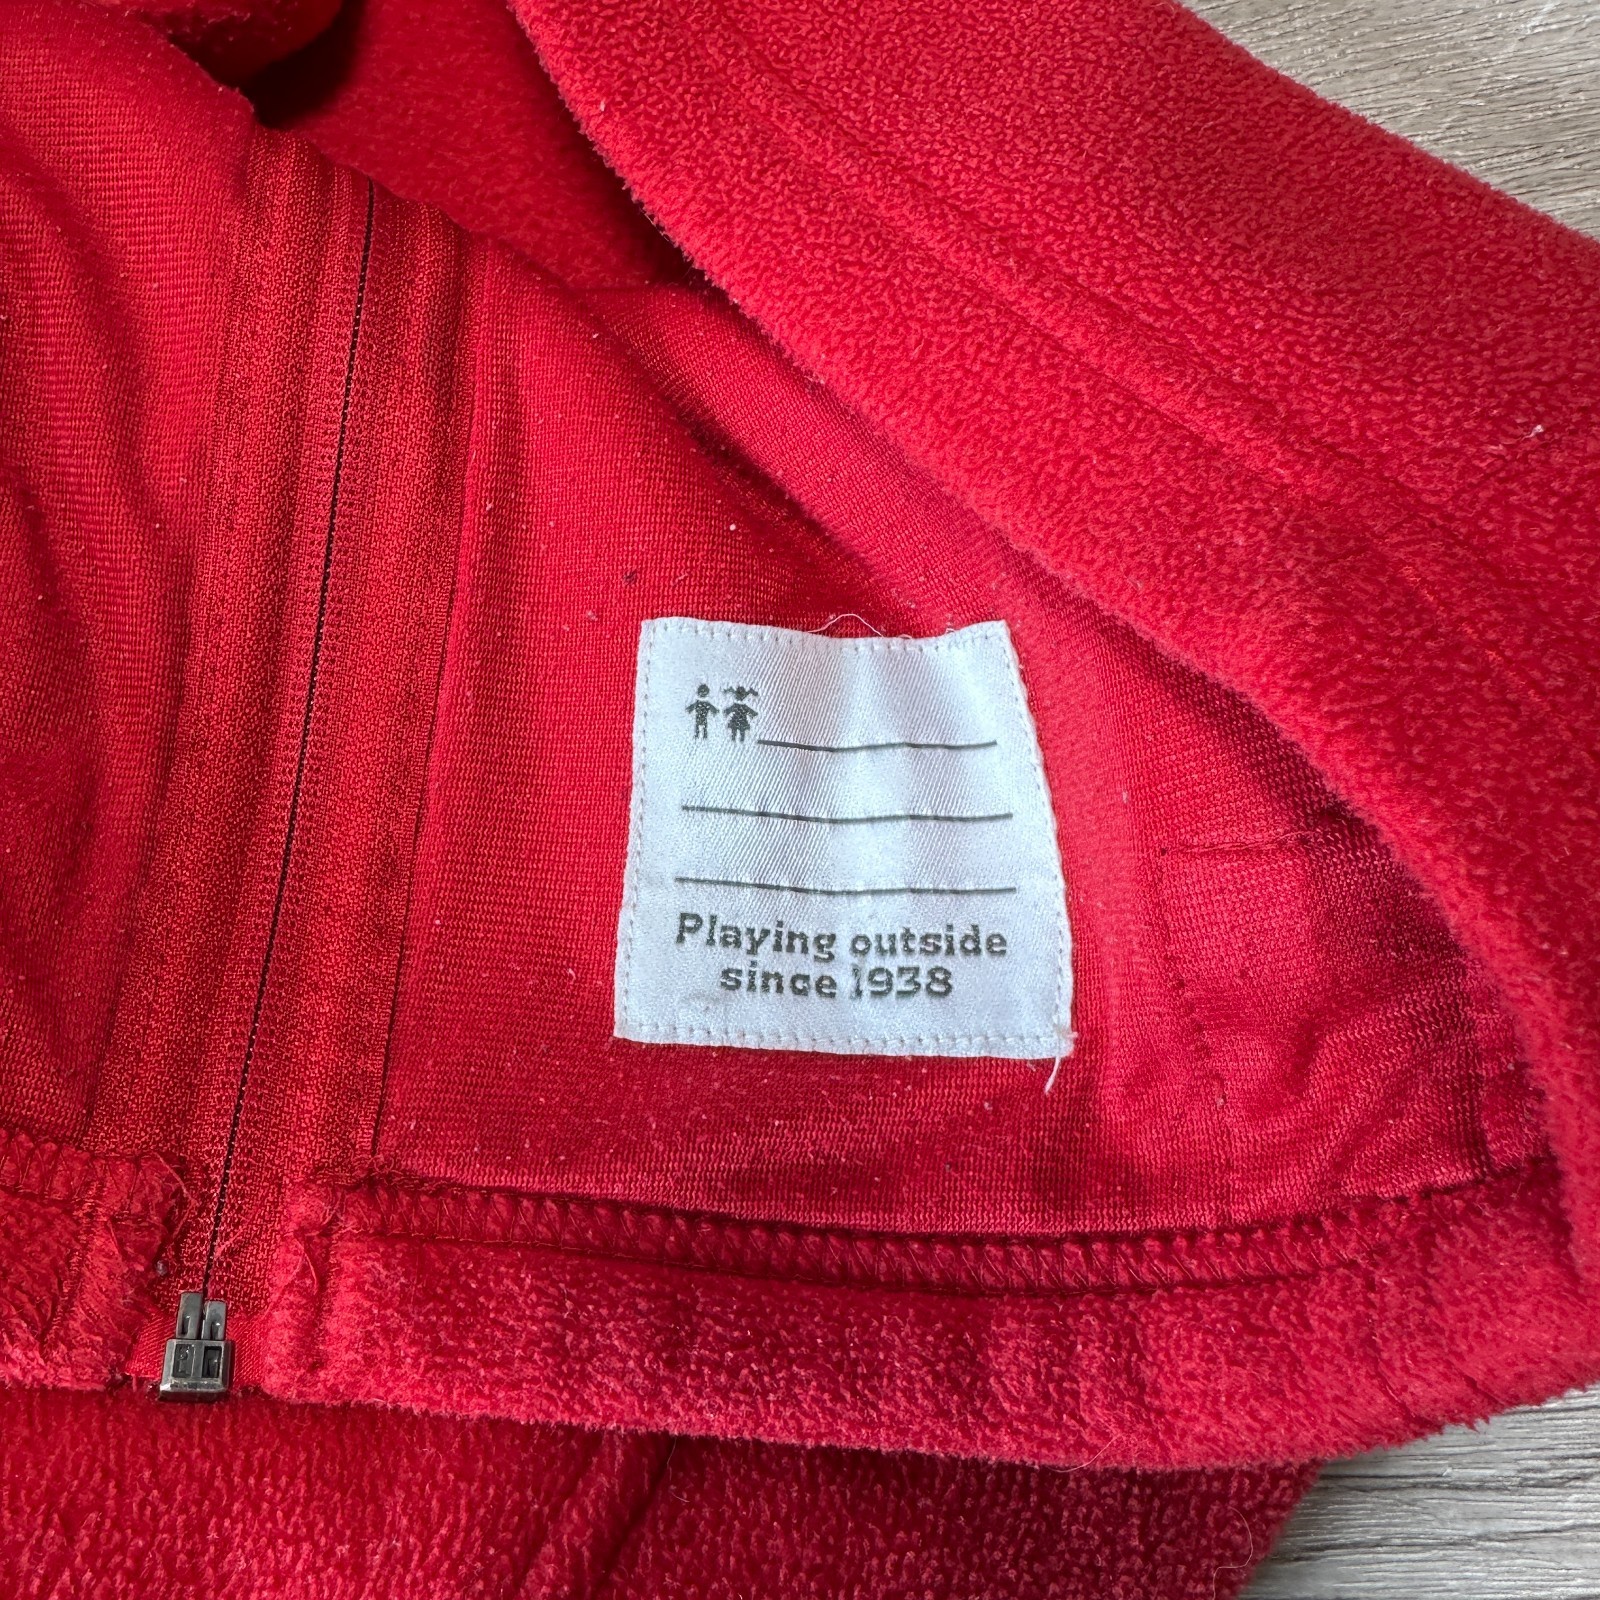 Playing outside
since 1938